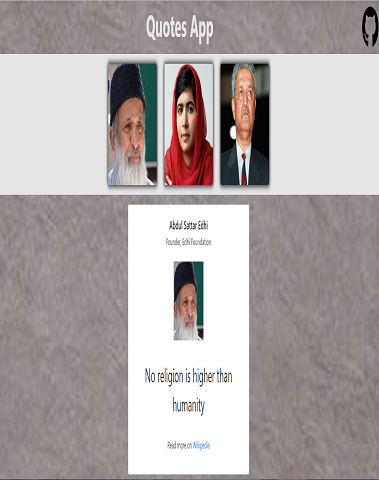 Quotes App
Abdul Sattar Edhi
Founder, Edhi Foundation
No religion is higher than
humanity
Read more on Wikipedia